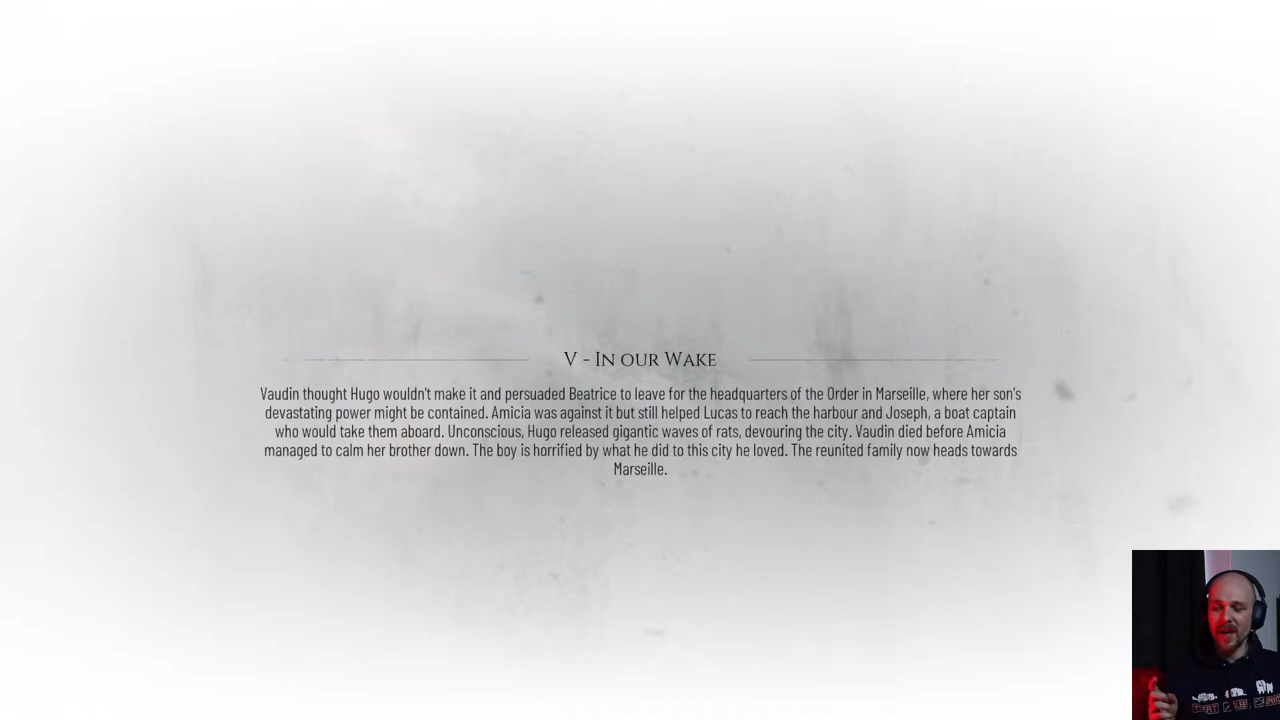 V - In our Wake
Vaudin thought Hugo wouldn't make it and persuaded Beatrice to leave for the headquarters of the Order in Marseille, where her son's
devastating power might be contained. Amicia was against it but still helped Lucas to reach the harbour and Joseph, a boat captain
who would take them aboard. Unconscious, Hugo released gigantic waves of rats, devouring the city. Vaudin died before Amicia
managed to calm her brother down. The boy is horrified by what he did to this city he loved. The reunited family now heads towards
Marseille.